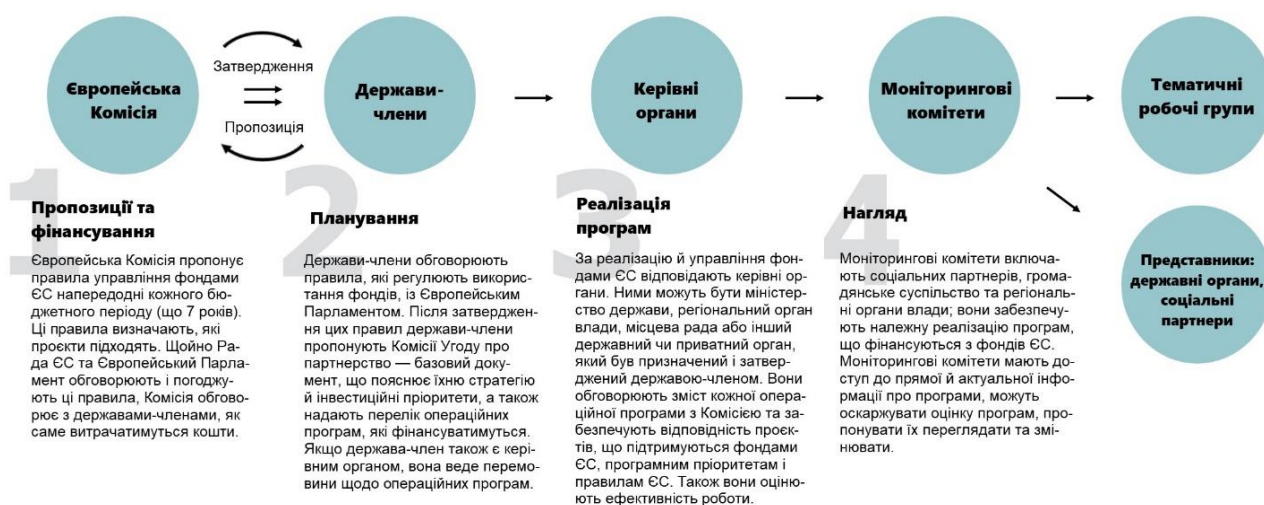 Європейська
Комісія
Затвердження
Пропозиція
Держави-
члени
Керівні
органи
Моніторингові
комітети
Тематичні
робочі групи
1
Пропозиції та
фінансування
Європейська Комісія пропонує
правила управління фондами
ЄС напередодні кожного бю-
джетного періоду (що 7 років).
Ці правила визначають, які
проєкти підходять. Щойно Ра-
да ЄС та Європейський Парла-
мент обговорюють і погоджу-
ють ці правила, Комісія обгово-
рює з державами-членами, як
саме витрачатимуться кошти.
2
Планування
Держави-члени обговорюють
правила, які регулюють викорис-
тання фондів, із Європейським
Парламентом. Після затверджен-
ня цих правил держави-члени
пропонують Комісії Угоду про
партнерство — базовий доку-
мент, що пояснює їхню стратегію
й інвестиційні пріоритети, а також
надають перелік операційних
програм, які фінансуватимуться.
Якщо держава-член також є кері-
вним органом, вона веде перемо-
вини щодо операційних програм.
3
Реалізація
програм
За реалізацію й управління фон-
дами ЄС відповідають керівні ор-
гани. Ними можуть бути міністер-
ство держави, регіональний орган
влади, місцева рада або інший
державний чи приватний орган,
який був призначений і затвер-
джений державою-членом. Вони
обговорюють зміст кожної опера-
ційної програми з Комісією та за-
безпечують відповідність проєк-
тів, що підтримуються фондами
ЄС, програмним пріоритетам і
правилам ЄС. Також вони оціню-
ють ефективність роботи.
4
Нагляд
Моніторингові комітети включа-
ють соціальних партнерів, грома-
дянське суспільство та регіональ-
ні органи влади; вони забезпечу-
ють належну реалізацію програм,
що фінансуються з фондів ЄС.
Моніторингові комітети мають до-
ступ до прямої й актуальної інфо-
рмації про програми, можуть
оскаржувати оцінку програм, про-
понувати їх переглядати та змі-
нювати.
Представники:
державні органи,
соціальні
партнери